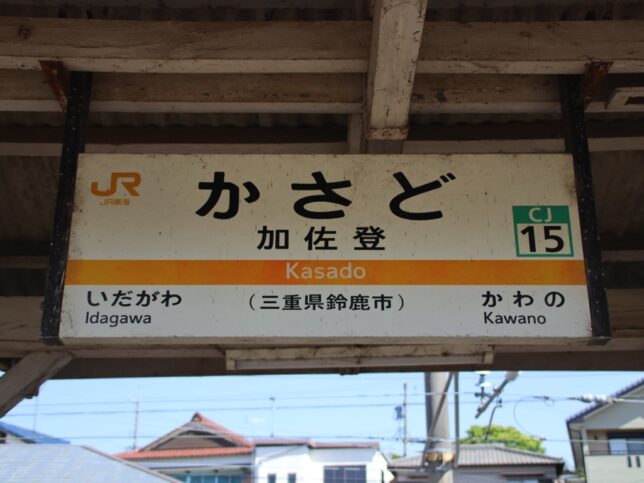 JR
JR東海
かさど
加佐登
CJ
15
Kasado
いだがわ
Idagawa
(三重県鈴鹿市)
かわの
Kawano